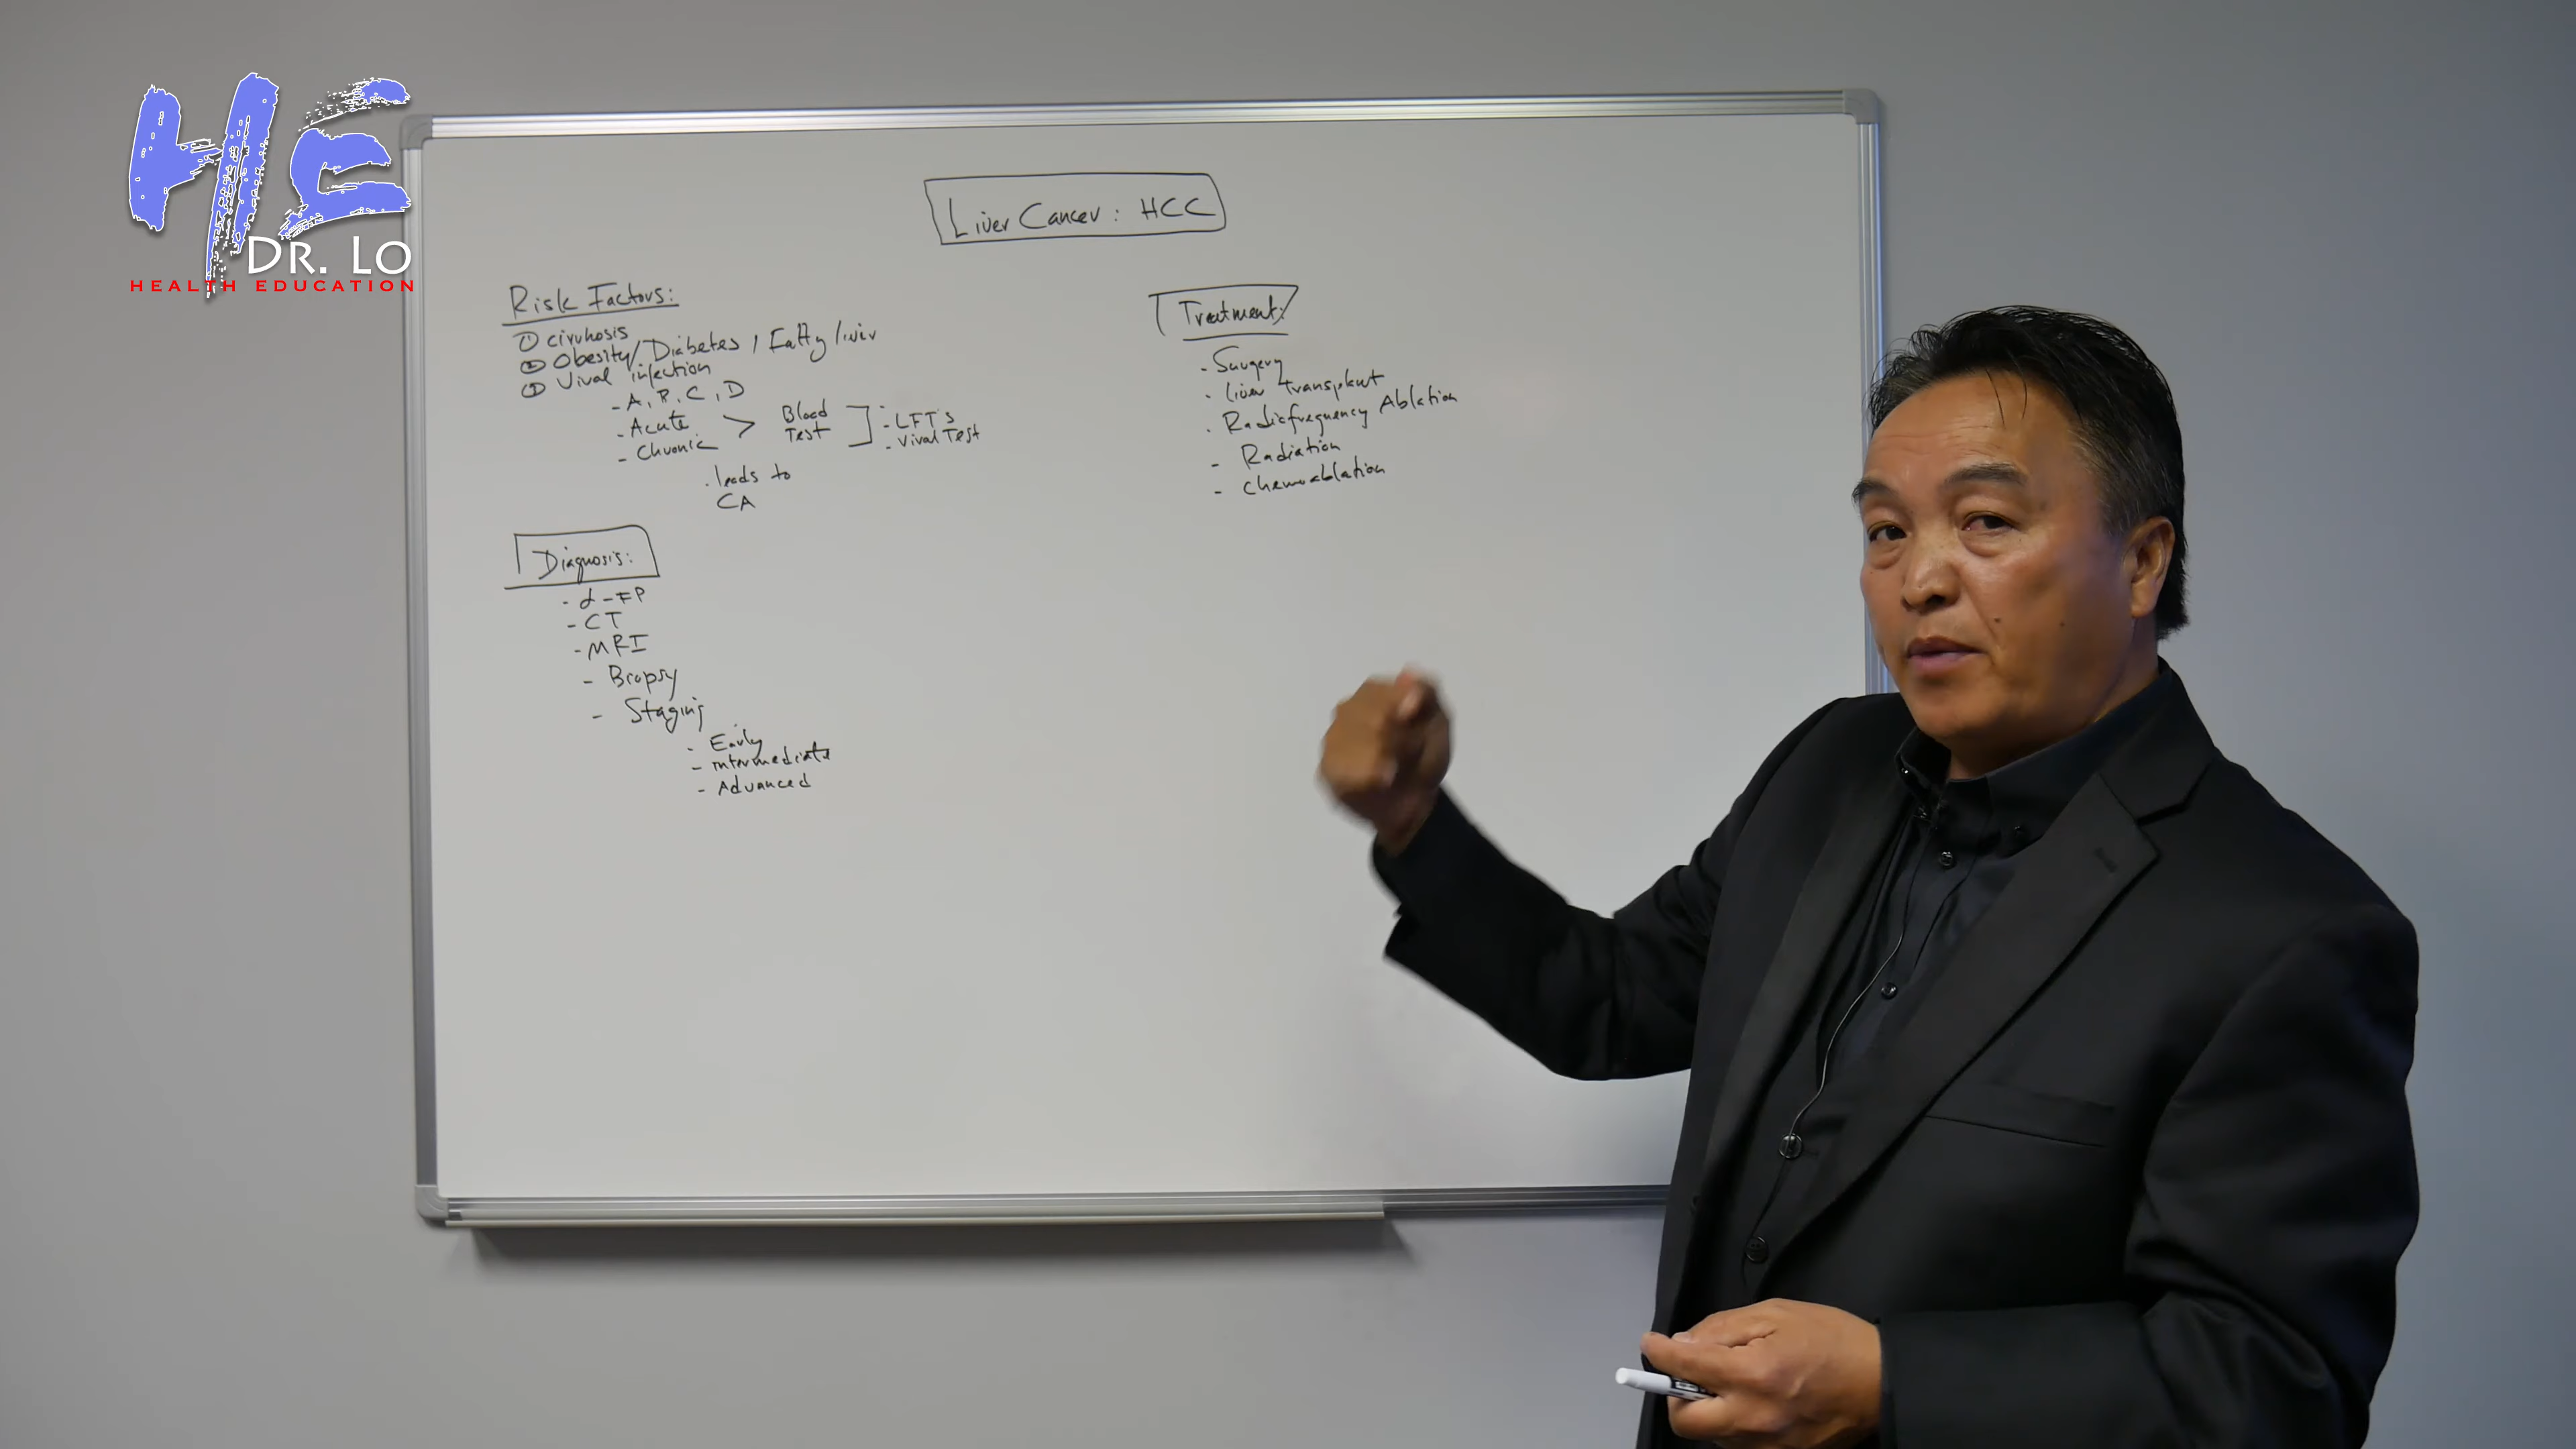 HE
DR. LO
HEALTH EDUCATION
Liver Cancer: HCC
Risk Factors:
① cirrhosis
② Obesity/Diabetes / Fatty liver
③ Viral infection
- A, B, C, D
- Acute
- Chronic
>
Blood
Test
- LFT's
- Viral Test
. leads to
CA
Diagnosis:
- α-FP
- CT
- MRI
- Biopsy
- Staging
- Early
- Intermediate
- Advanced
Treatment:
- Surgery
. liver transplant
. Radiofrequency Ablation
- Radiation
- Chemoablation